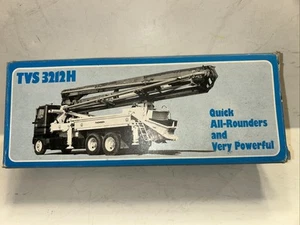 TVS 3212H
Quick
All-Rounders
and
Very Powerful